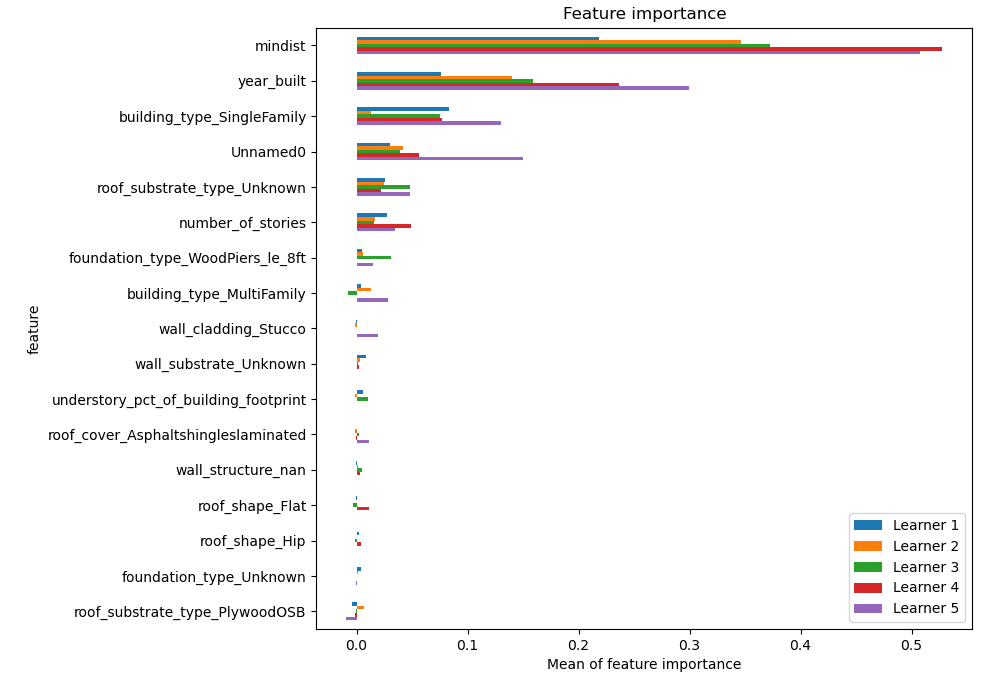 Feature importance
mindist
year_built
building_type_SingleFamily
Unnamed0
roof_substrate_type_Unknown
number_of_stories
foundation_type_WoodPiers_le_8ft
building_type_MultiFamily
wall_cladding_Stucco
wall_substrate_Unknown
understory_pct_of_building_footprint
roof_cover_Asphaltshingleslaminated
wall_structure_nan
roof_shape_Flat
roof_shape_Hip
foundation_type_Unknown
roof_substrate_type_PlywoodOSB
feature
Learner 1
Learner 2
Learner 3
Learner 4
Learner 5
0.0 0.1 0.2 0.3 0.4 0.5
Mean of feature importance